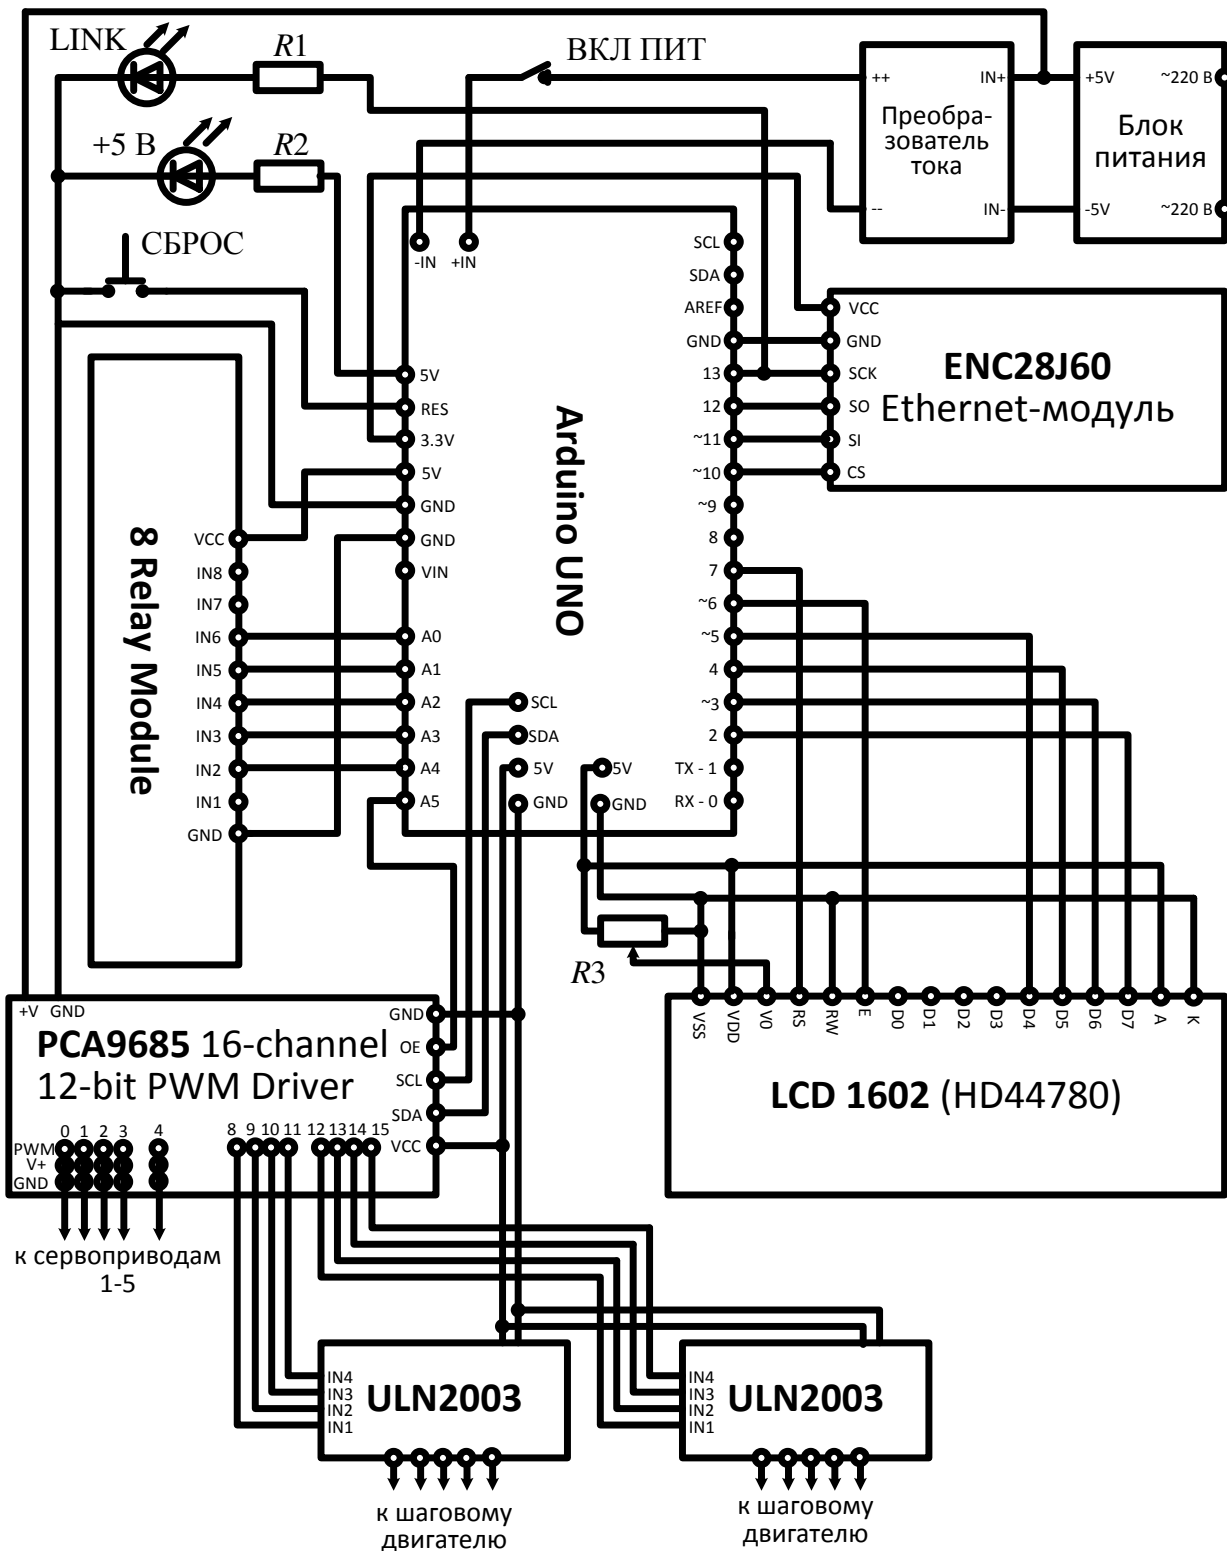 LINK
R1
ВКЛ ПИТ
+5 В
R2
СБРОС
++
IN+
Преобра-
зователь
тока
--
IN-
+5V
~220 В
Блок
питания
-5V
~220 В
-IN
+IN
SCL
SDA
AREF
GND
13
12
~11
~10
~9
8
7
~6
~5
4
~3
2
TX - 1
RX - 0
5V
RES
3.3V
5V
GND
GND
VIN
A0
A1
A2
A3
A4
A5
Arduino UNO
SCL
SDA
5V
GND
5V
GND
VCC
GND
SCK
SO
SI
CS
ENC28J60
Ethernet-модуль
8 Relay Module
VCC
IN8
IN7
IN6
IN5
IN4
IN3
IN2
IN1
GND
R3
VSS
VDD
V0
RS
RW
E
D0
D1
D2
D3
D4
D5
D6
D7
A
K
LCD 1602 (HD44780)
+V
GND
PCA9685 16-channel
12-bit PWM Driver
GND
OE
SCL
SDA
VCC
0 1 2 3 4
8 9 10 11 12 13 14 15
PWM
V+
GND
к сервоприводам
1-5
IN4
IN3
IN2
IN1
ULN2003
к шаговому
двигателю
IN4
IN3
IN2
IN1
ULN2003
к шаговому
двигателю